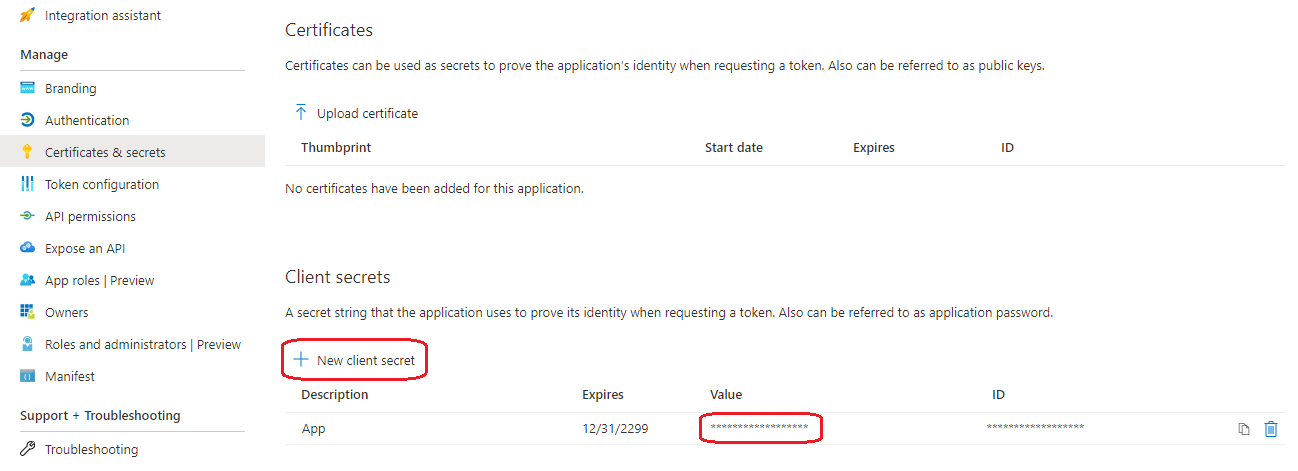 Integration assistant
Manage
Branding
Authentication
Certificates & secrets
Token configuration
API permissions
Expose an API
App roles | Preview
Owners
Roles and administrators | Preview
Manifest
Support + Troubleshooting
Troubleshooting
Certificates
Certificates can be used as secrets to prove the application's identity when requesting a token. Also can be referred to as public keys.
Upload certificate
Thumbprint Start date Expires ID
No certificates have been added for this application.
Client secrets
A secret string that the application uses to prove its identity when requesting a token. Also can be referred to as application password.
New client secret
Description Expires Value ID
App 12/31/2299 ****************** ******************